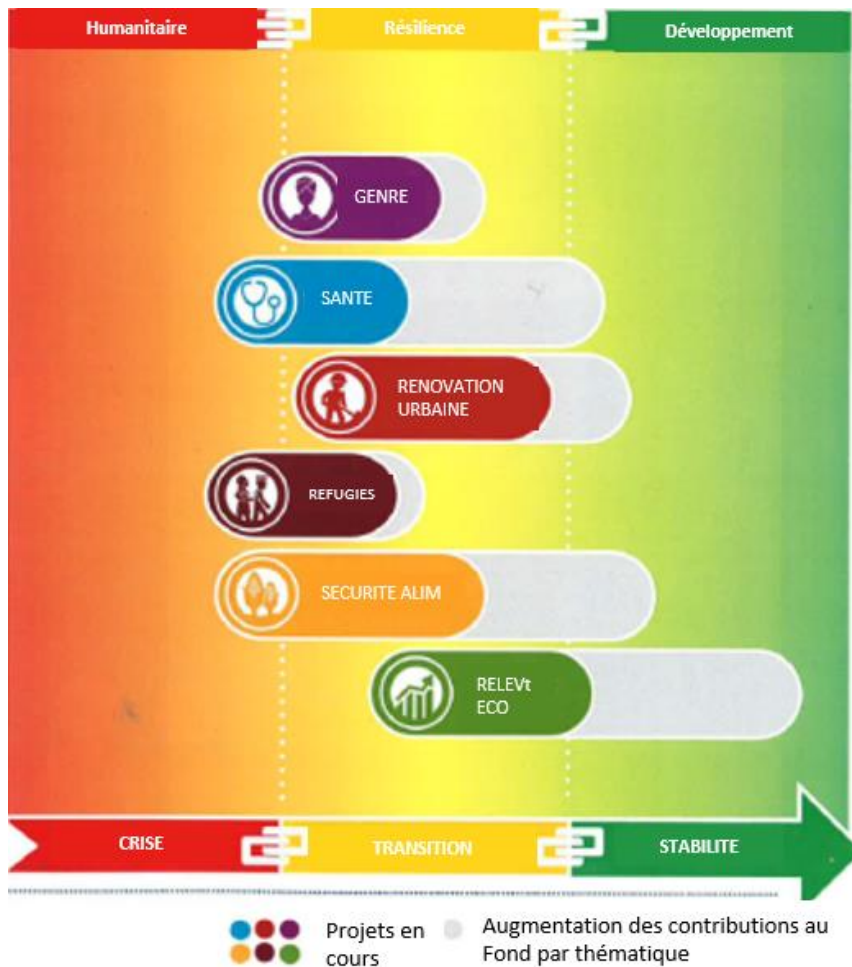 Humanitaire
Résilience
Développement
GENRE
SANTE
RENOVATION
URBAINE
REFUGIES
SECURITE ALIM
RELEVt
ECO
CRISE
TRANSITION
STABILITE
Projets en
cours
Augmentation des contributions au
Fond par thématique